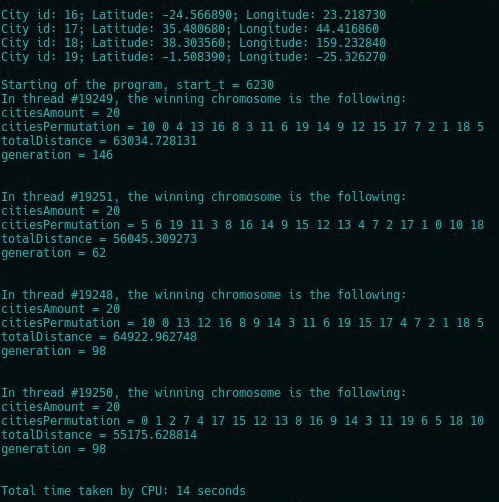 City id: 16; Latitude: -24.566890; Longitude: 23.218730
City id: 17; Latitude: 35.480680; Longitude: 44.416860
City id: 18; Latitude: 38.303560; Longitude: 159.232840
City id: 19; Latitude: -1.508390; Longitude: -25.326270
Starting of the program, start_t = 6230
In thread #19249, the winning chromosome is the following:
citiesAmount = 20
citiesPermutation = 10 0 4 13 16 8 3 11 6 19 14 9 12 15 17 7 2 1 18 5
totalDistance = 63034.728131
generation = 146
In thread #19251, the winning chromosome is the following:
citiesAmount = 20
citiesPermutation = 5 6 19 11 3 8 16 14 9 15 12 13 4 7 2 17 1 0 10 18
totalDistance = 56045.309273
generation = 62
In thread #19248, the winning chromosome is the following:
citiesAmount = 20
citiesPermutation = 10 0 13 12 16 8 9 14 3 11 6 19 15 17 4 7 2 1 18 5
totalDistance = 64922.962748
generation = 98
In thread #19250, the winning chromosome is the following:
citiesAmount = 20
citiesPermutation = 0 1 2 7 4 17 15 12 13 8 16 9 14 3 11 19 6 5 18 10
totalDistance = 55175.628814
generation = 98
Total time taken by CPU: 14 seconds